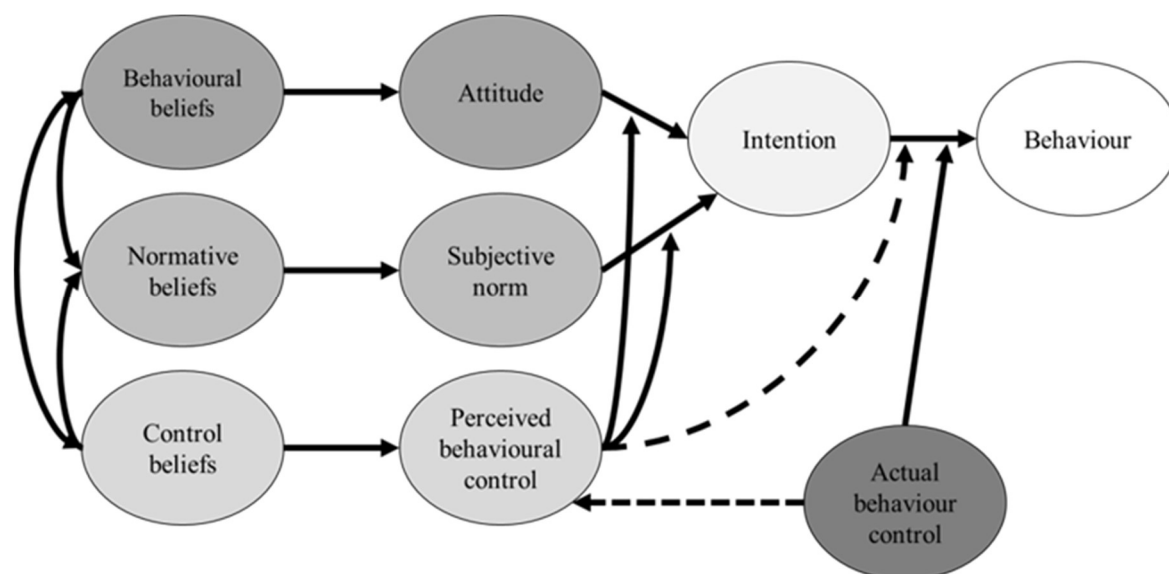 Behavioural
beliefs
Attitude
Intention
Behaviour
Normative
beliefs
Subjective
norm
Control
beliefs
Perceived
behavioural
control
Actual
behaviour
control